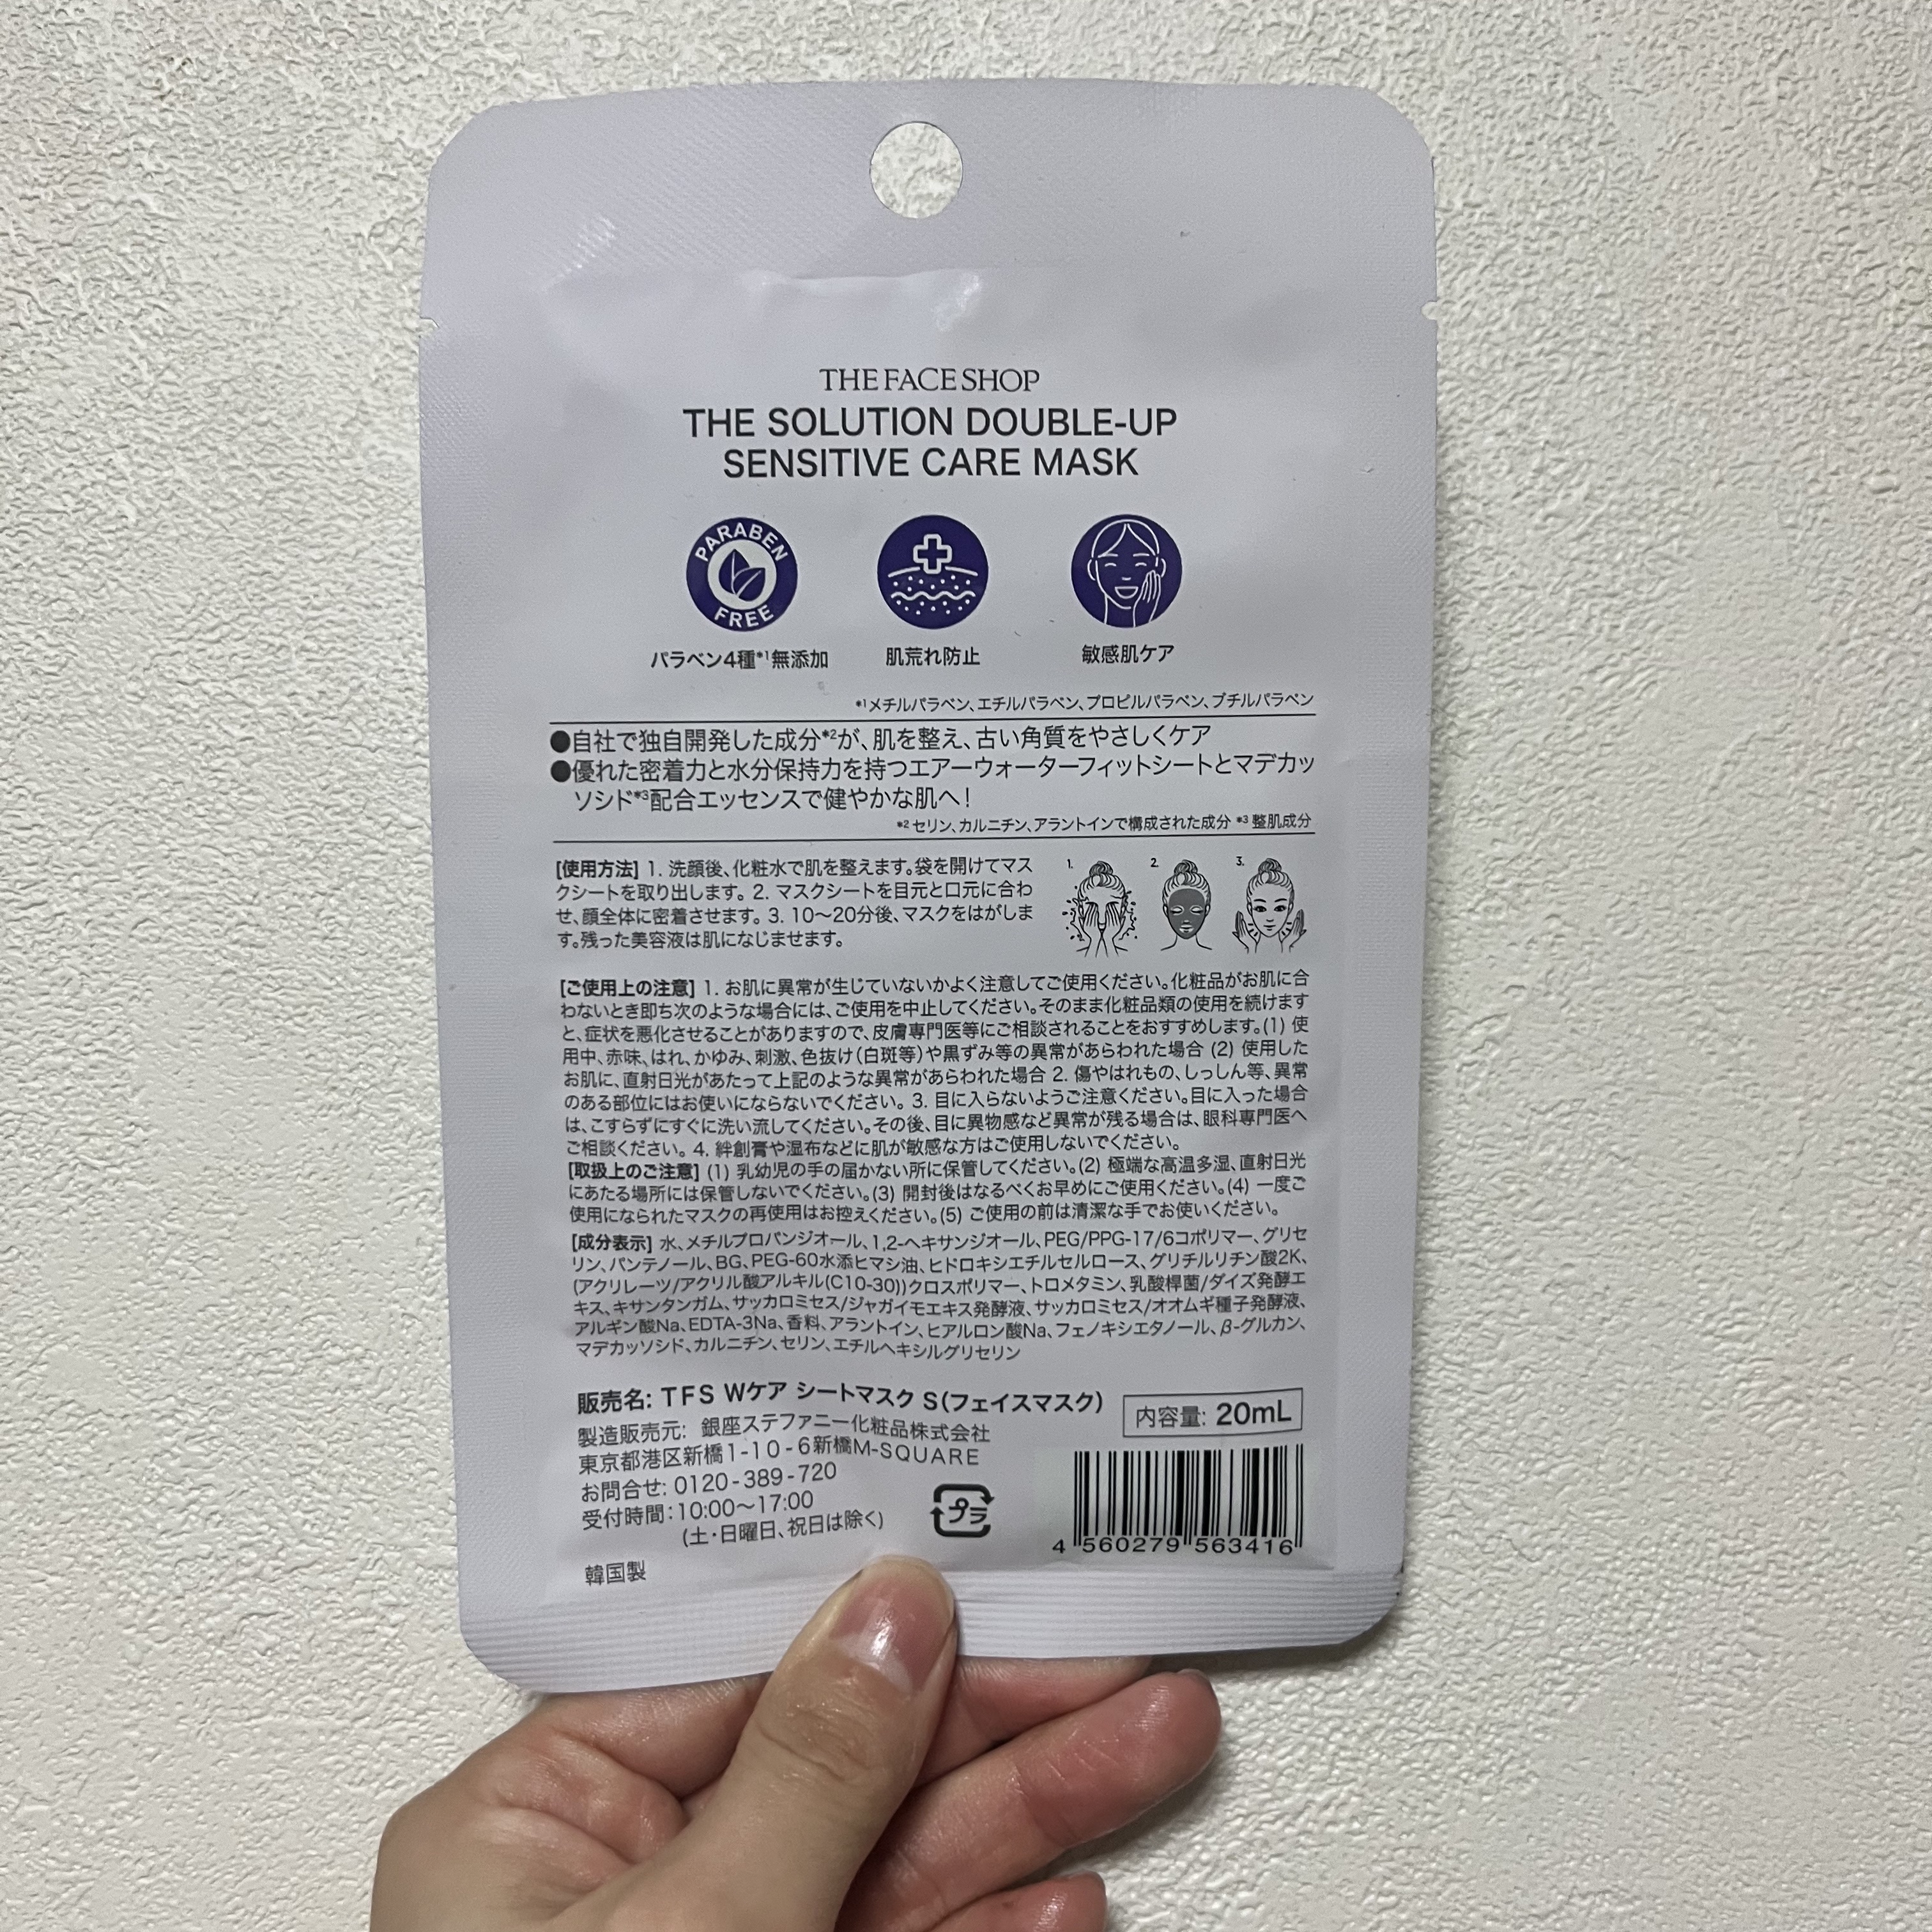 THE FACE SHOP
THE SOLUTION DOUBLE-UP
SENSITIVE CARE MASK
PARABEN
FREE
パラベン4種*1無添加
肌荒れ防止
敏感肌ケア
*1メチルパラベン、エチルパラベン、プロピルパラベン、ブチルパラベン
●自社で独自開発した成分*2が、肌を整え、古い角質をやさしくケア
●優れた密着力と水分保持力を持つエアーウォーターフィットシートとマデカッ
ソシド*3配合エッセンスで健やかな肌へ!
*2 セリン、カルニチン、アラントインで構成された成分 *3 整肌成分
[使用方法] 1. 洗顔後、化粧水で肌を整えます。袋を開けてマス
クシートを取り出します。 2. マスクシートを目元と口元に合わ
せ、顔全体に密着させます。 3. 10〜20分後、マスクをはがしま
す。残った美容液は肌になじませます。
1.
2.
3.
[ご使用上の注意] 1. お肌に異常が生じていないかよく注意してご使用ください。化粧品がお肌に合
わないとき即ち次のような場合には、ご使用を中止してください。そのまま化粧品類の使用を続けます
と、症状を悪化させることがありますので、皮膚専門医等にご相談されることをおすすめします。(1) 使
用中、赤味、はれ、かゆみ、刺激、色抜け(白斑等)や黒ずみ等の異常があらわれた場合 (2) 使用した
お肌に、直射日光があたって上記のような異常があらわれた場合 2. 傷やはれもの、しっしん等、異常
のある部位にはお使いにならないでください。 3. 目に入らないようご注意ください。目に入った場合
は、こすらずにすぐに洗い流してください。その後、目に異物感など異常が残る場合は、眼科専門医へ
ご相談ください。 4. 絆創膏や湿布などに肌が敏感な方はご使用しないでください。
[取扱上のご注意] (1) 乳幼児の手の届かない所に保管してください。(2) 極端な高温多湿、直射日光
にあたる場所には保管しないでください。(3) 開封後はなるべくお早めにご使用ください。(4) 一度ご
使用になられたマスクの再使用はお控えください。(5) ご使用の前は清潔な手でお使いください。
[成分表示] 水、メチルプロパンジオール、1,2-ヘキサンジオール、PEG/PPG-17/6コポリマー、グリセ
リン、パンテノール、BG、PEG-60水添ヒマシ油、ヒドロキシエチルセルロース、グリチルリチン酸2K、
(アクリレーツ/アクリル酸アルキル(C10-30))クロスポリマー、トロメタミン、乳酸桿菌/ダイズ発酵エ
キス、キサンタンガム、サッカロミセス/ジャガイモエキス発酵液、サッカロミセス/オオムギ種子発酵液、
アルギン酸Na、EDTA-3Na、香料、アラントイン、ヒアルロン酸Na、フェノキシエタノール、β-グルカン、
マデカッソシド、カルニチン、セリン、エチルヘキシルグリセリン
販売名: TFS Wケア シートマスク S(フェイスマスク)
内容量: 20mL
製造販売元: 銀座ステファニー化粧品株式会社
東京都港区新橋1-10-6新橋M-SQUARE
お問合せ: 0120-389-720
受付時間:10:00〜17:00
(土・日曜日、祝日は除く)
プラ
4 560279 563416
韓国製